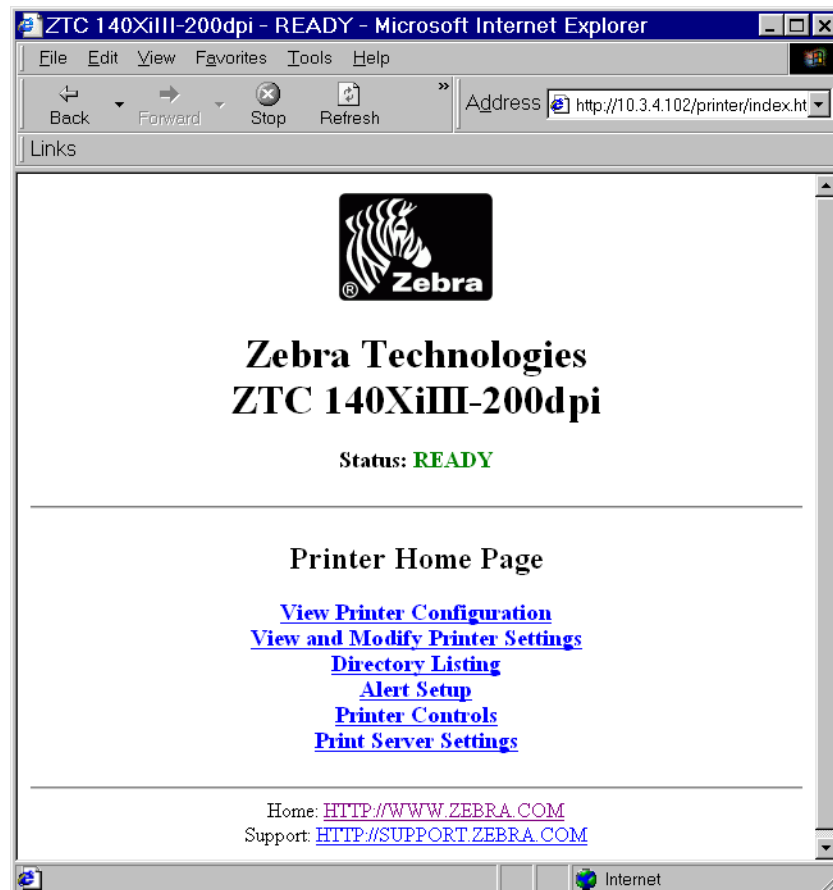 ZTC 140XiIII-200dpi - READY - Microsoft Internet Explorer
File Edit View Favorites Tools Help
Back Forward Stop Refresh » Address http://10.3.4.102/printer/index.ht
Links
® Zebra
Zebra Technologies
ZTC 140XiIII-200dpi
Status: READY
Printer Home Page
View Printer Configuration
View and Modify Printer Settings
Directory Listing
Alert Setup
Printer Controls
Print Server Settings
Home: HTTP://WWW.ZEBRA.COM
Support: HTTP://SUPPORT.ZEBRA.COM
Internet